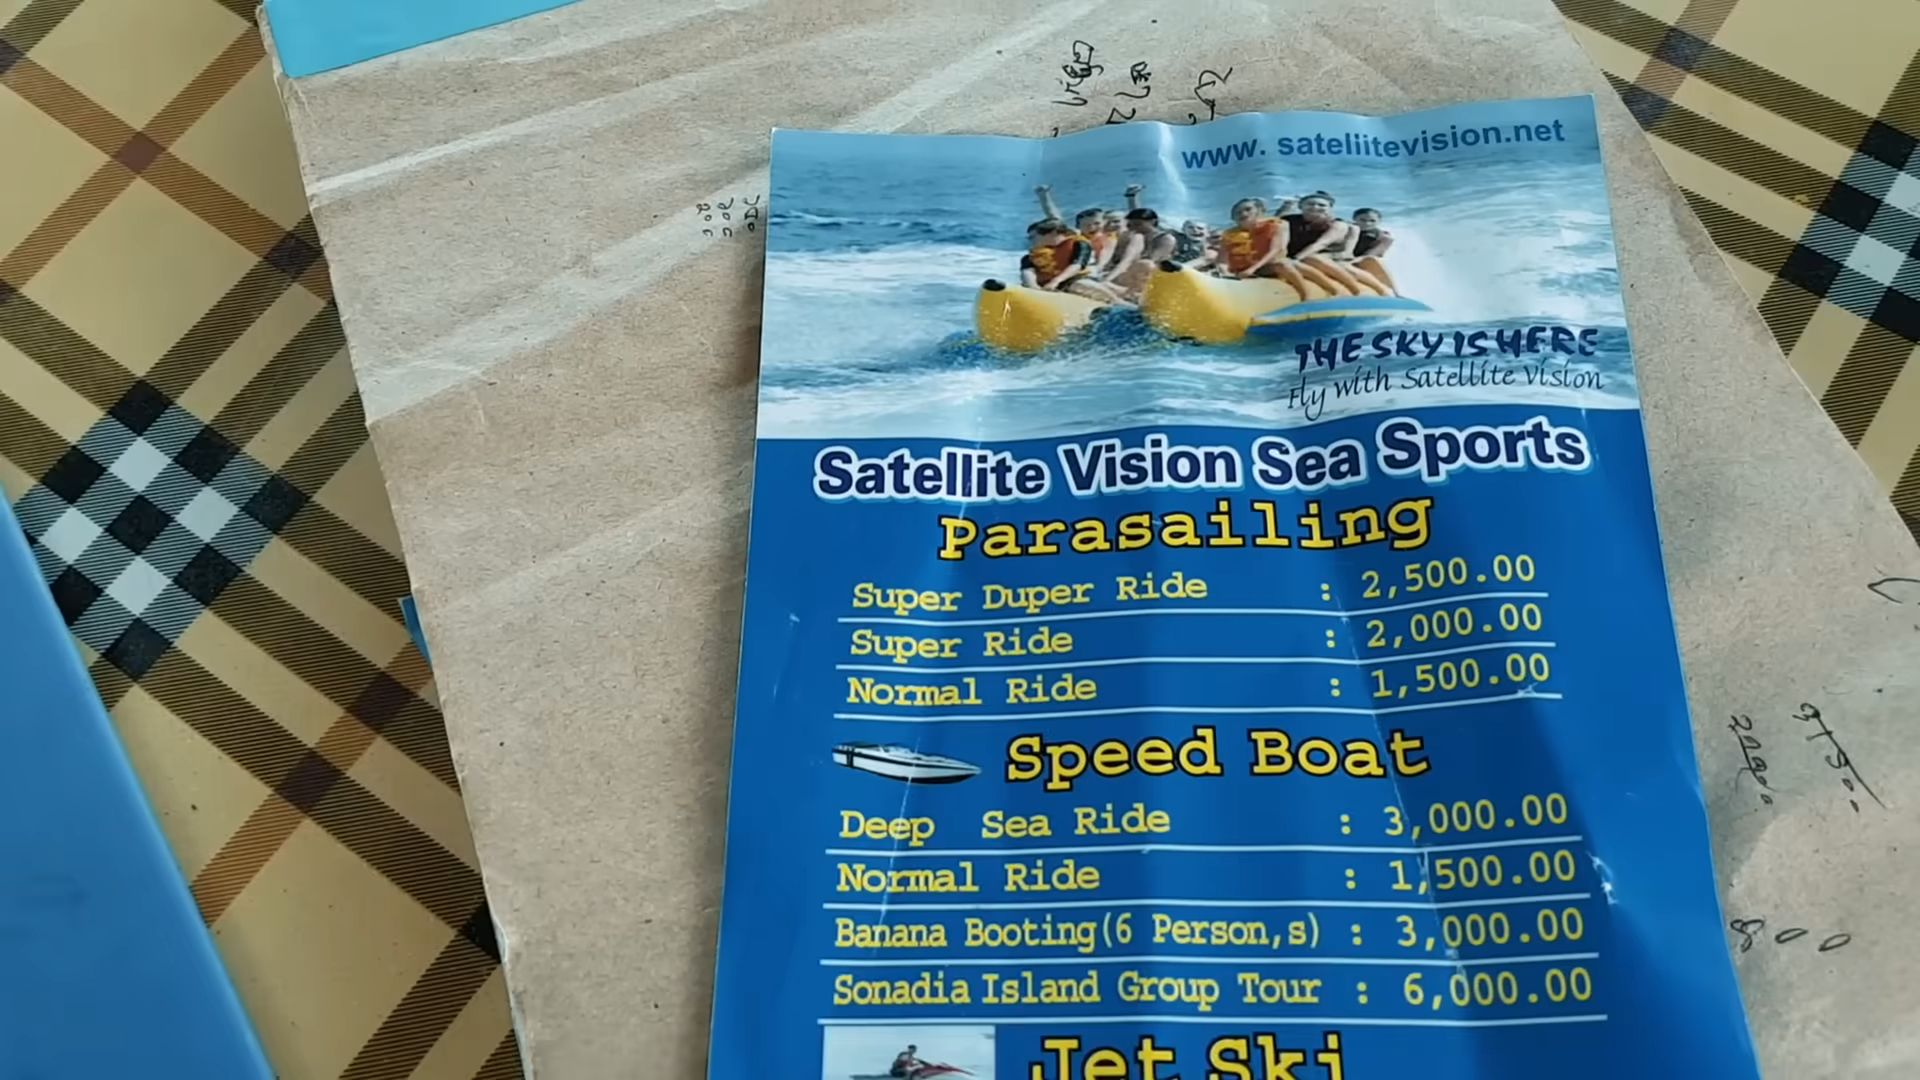 www. sateliitevision.net
THE SKY IS HERE
Fly with Satellite Vision
Satellite Vision Sea Sports
Parasailing
Super Duper Ride : 2,500.00
Super Ride : 2,000.00
Normal Ride : 1,500.00
Speed Boat
Deep Sea Ride : 3,000.00
Normal Ride : 1,500.00
Banana Booting(6 Person,s) : 3,000.00
Sonadia Island Group Tour : 6,000.00
Jet Ski